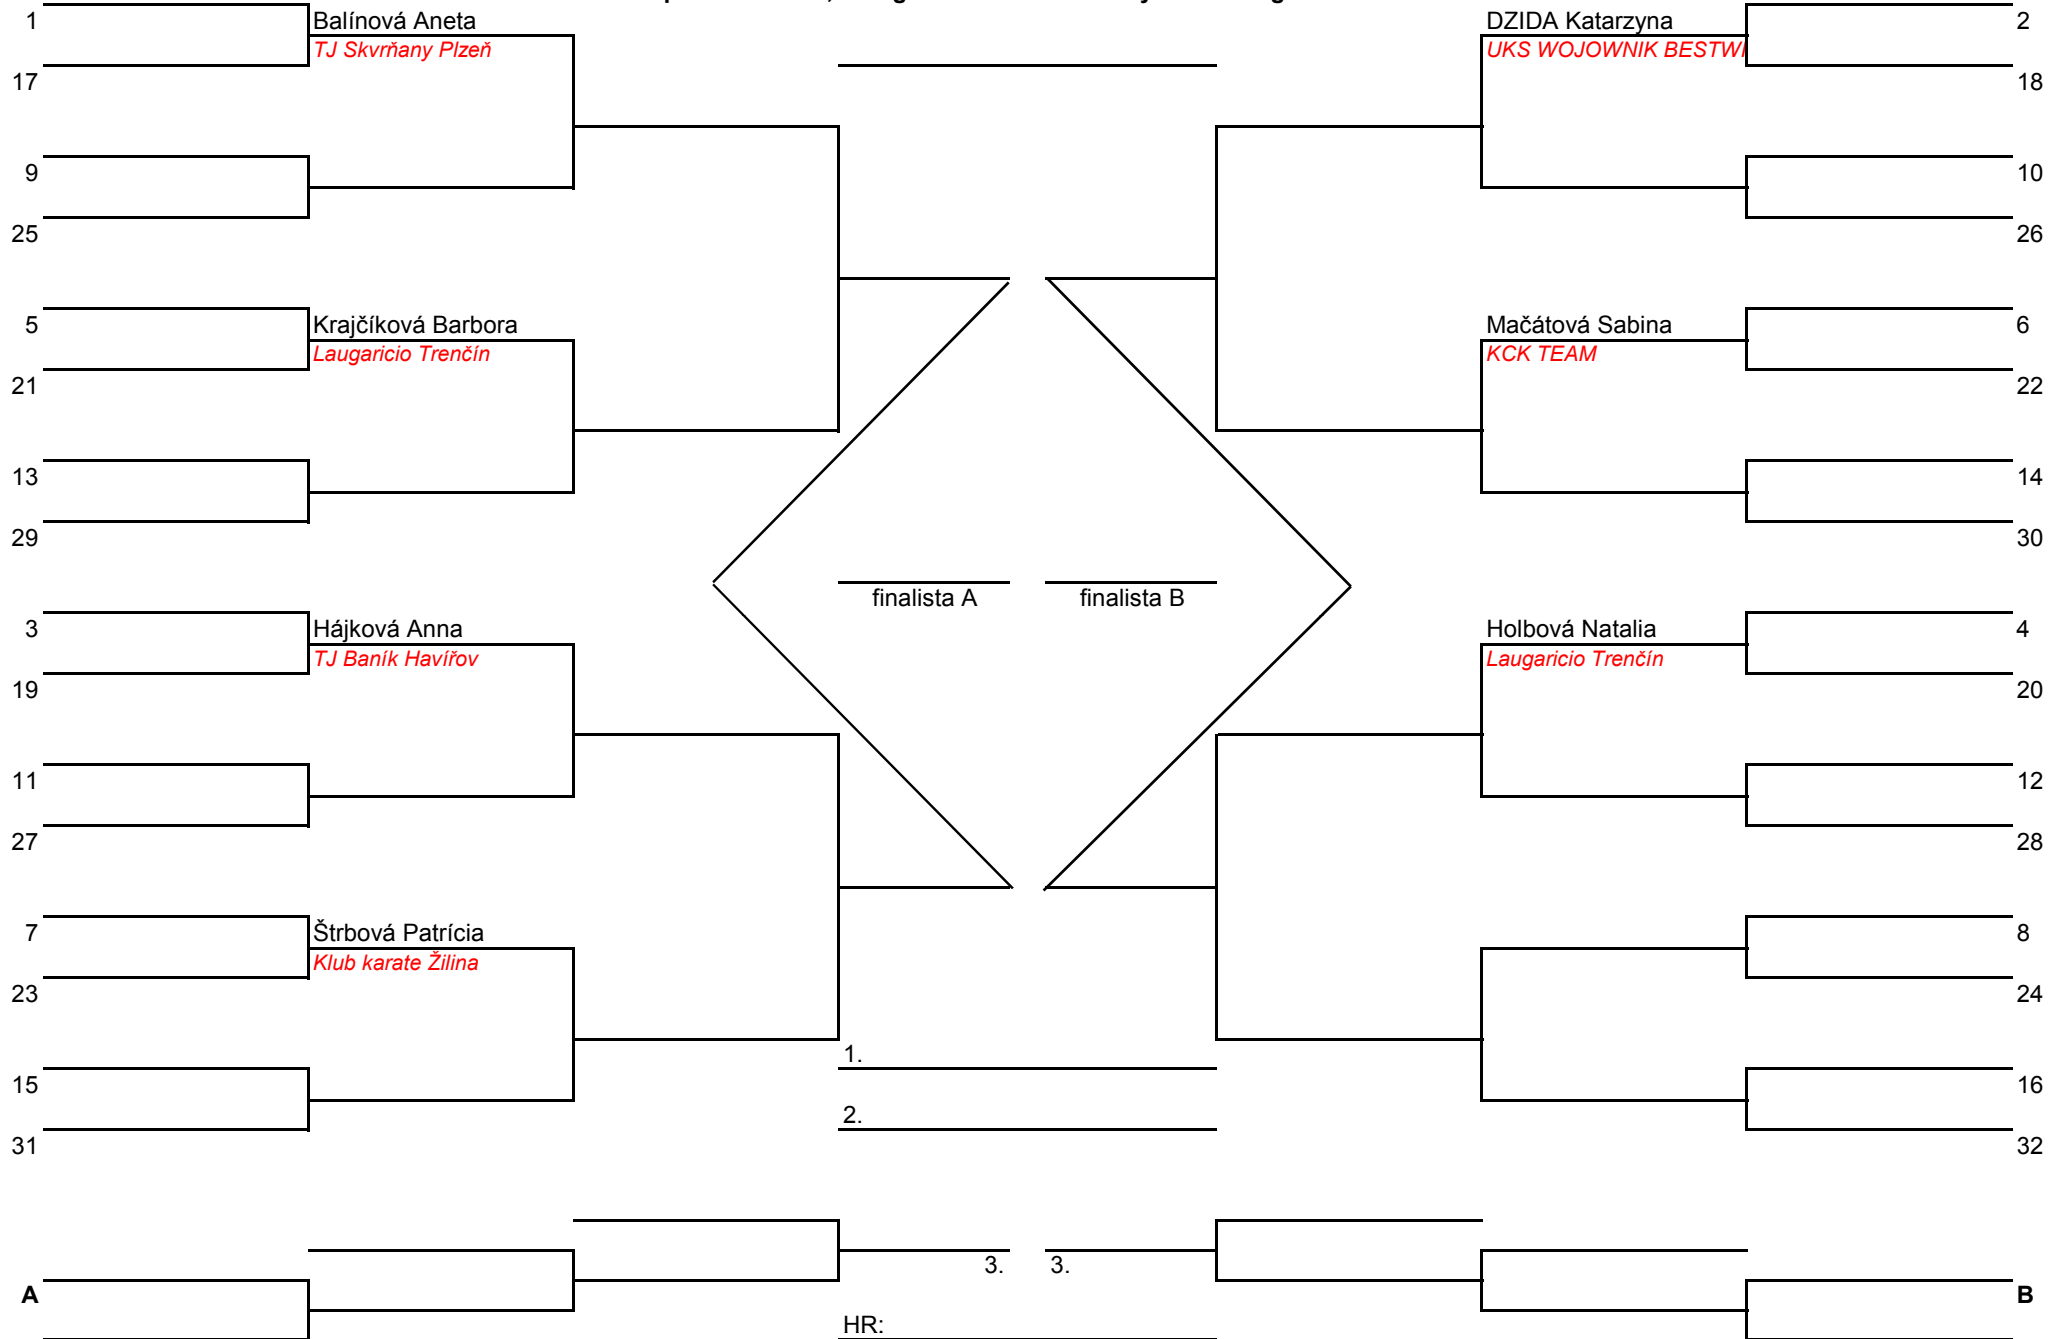 1 Balínová Aneta DZIDA Katarzyna 2
TJ Skvrňany Plzeň UKS WOJOWNIK BESTWI
17 18
9 10
25 26
5 Krajčíková Barbora Mačátová Sabina 6
Laugaricio Trenčín KCK TEAM
21 22
13 14
29 30
finalista A finalista B
3 Hájková Anna Holbová Natalia 4
TJ Baník Havířov Laugaricio Trenčín
19 20
11 12
27 28
7 Štrbová Patrícia 8
Klub karate Žilina
23 24
1.
15 16
2.
31 32
3. 3.
A B
HR: